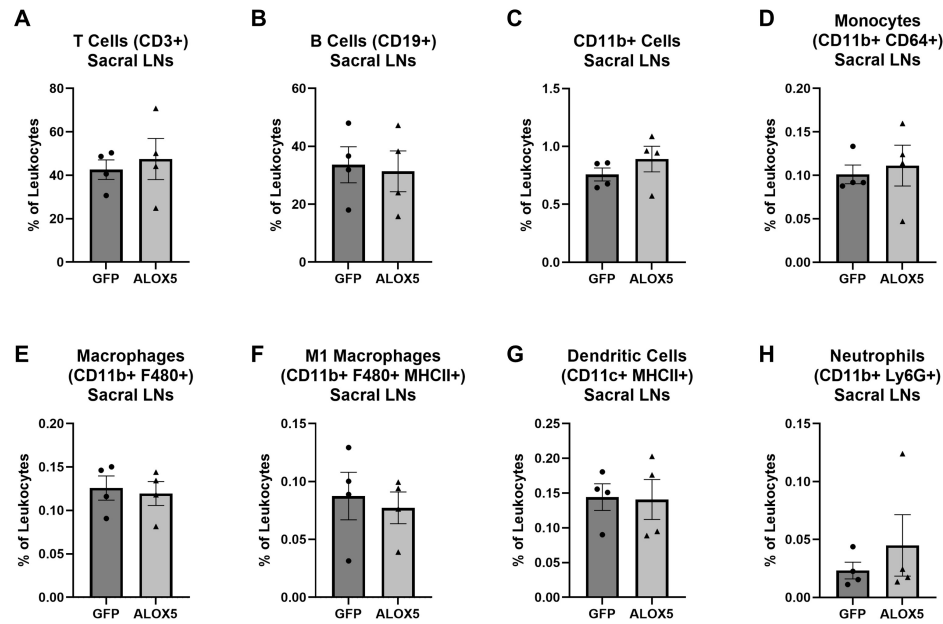 A
T Cells (CD3+)
Sacral LNs
% of Leukocytes
80
60
40
20
0
GFP ALOX5
B
B Cells (CD19+)
Sacral LNs
% of Leukocytes
60
40
20
0
GFP ALOX5
C
CD11b+ Cells
Sacral LNs
% of Leukocytes
1.5
1.0
0.5
0.0
GFP ALOX5
D
Monocytes
(CD11b+ CD64+)
Sacral LNs
% of Leukocytes
0.20
0.15
0.10
0.05
0.00
GFP ALOX5
E
Macrophages
(CD11b+ F480+)
Sacral LNs
% of Leukocytes
0.20
0.15
0.10
0.05
0.00
GFP ALOX5
F
M1 Macrophages
(CD11b+ F480+ MHCII+)
Sacral LNs
% of Leukocytes
0.15
0.10
0.05
0.00
GFP ALOX5
G
Dendritic Cells
(CD11c+ MHCII+)
Sacral LNs
% of Leukocytes
0.25
0.20
0.15
0.10
0.05
0.00
GFP ALOX5
H
Neutrophils
(CD11b+ Ly6G+)
Sacral LNs
% of Leukocytes
0.15
0.10
0.05
0.00
GFP ALOX5